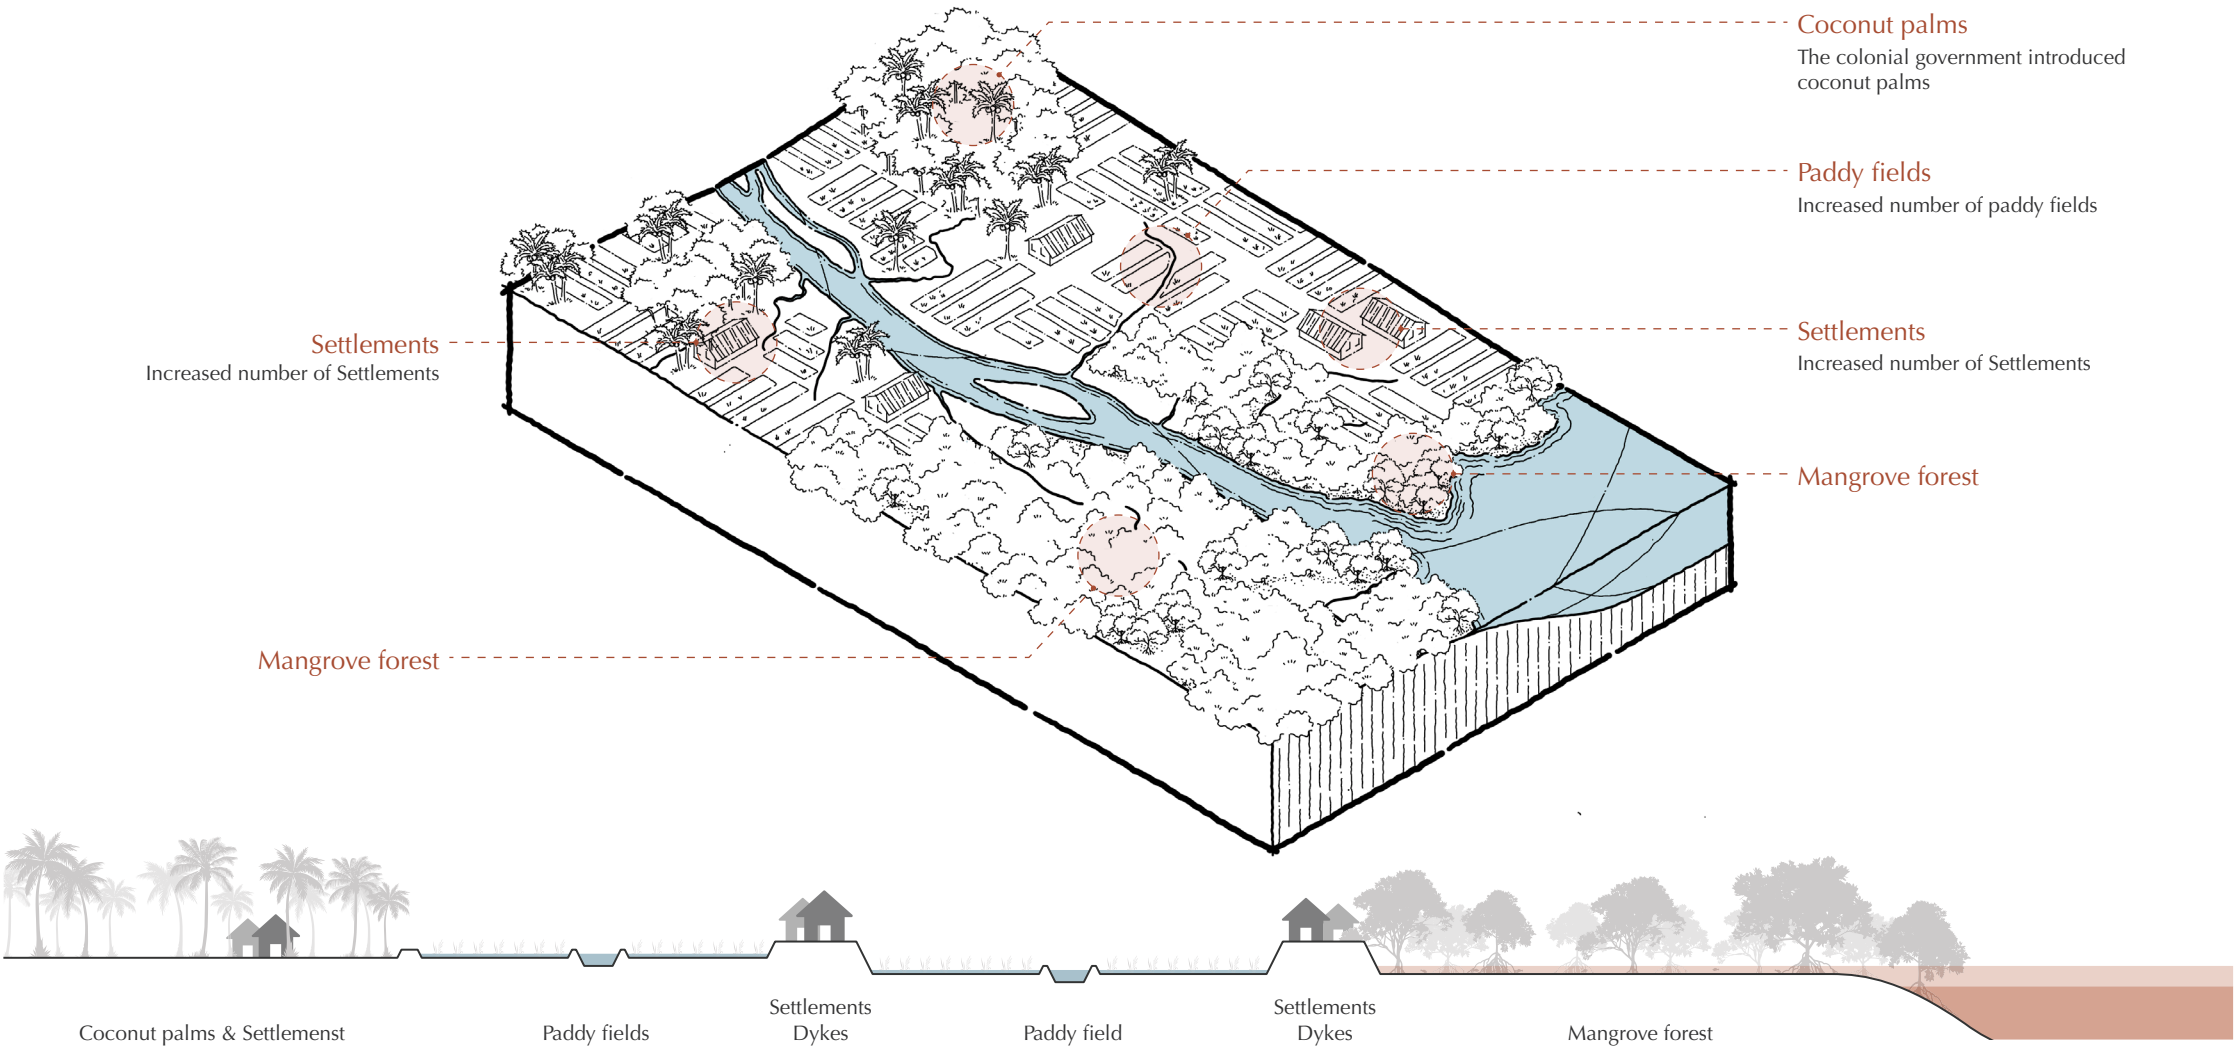 Coconut palms
The colonial government introduced
coconut palms
Paddy fields
Increased number of paddy fields
Settlements
Increased number of Settlements
Settlements
Increased number of Settlements
Mangrove forest
Mangrove forest
Coconut palms & Settlemenst
Paddy fields
Settlements
Dykes
Paddy field
Settlements
Dykes
Mangrove forest